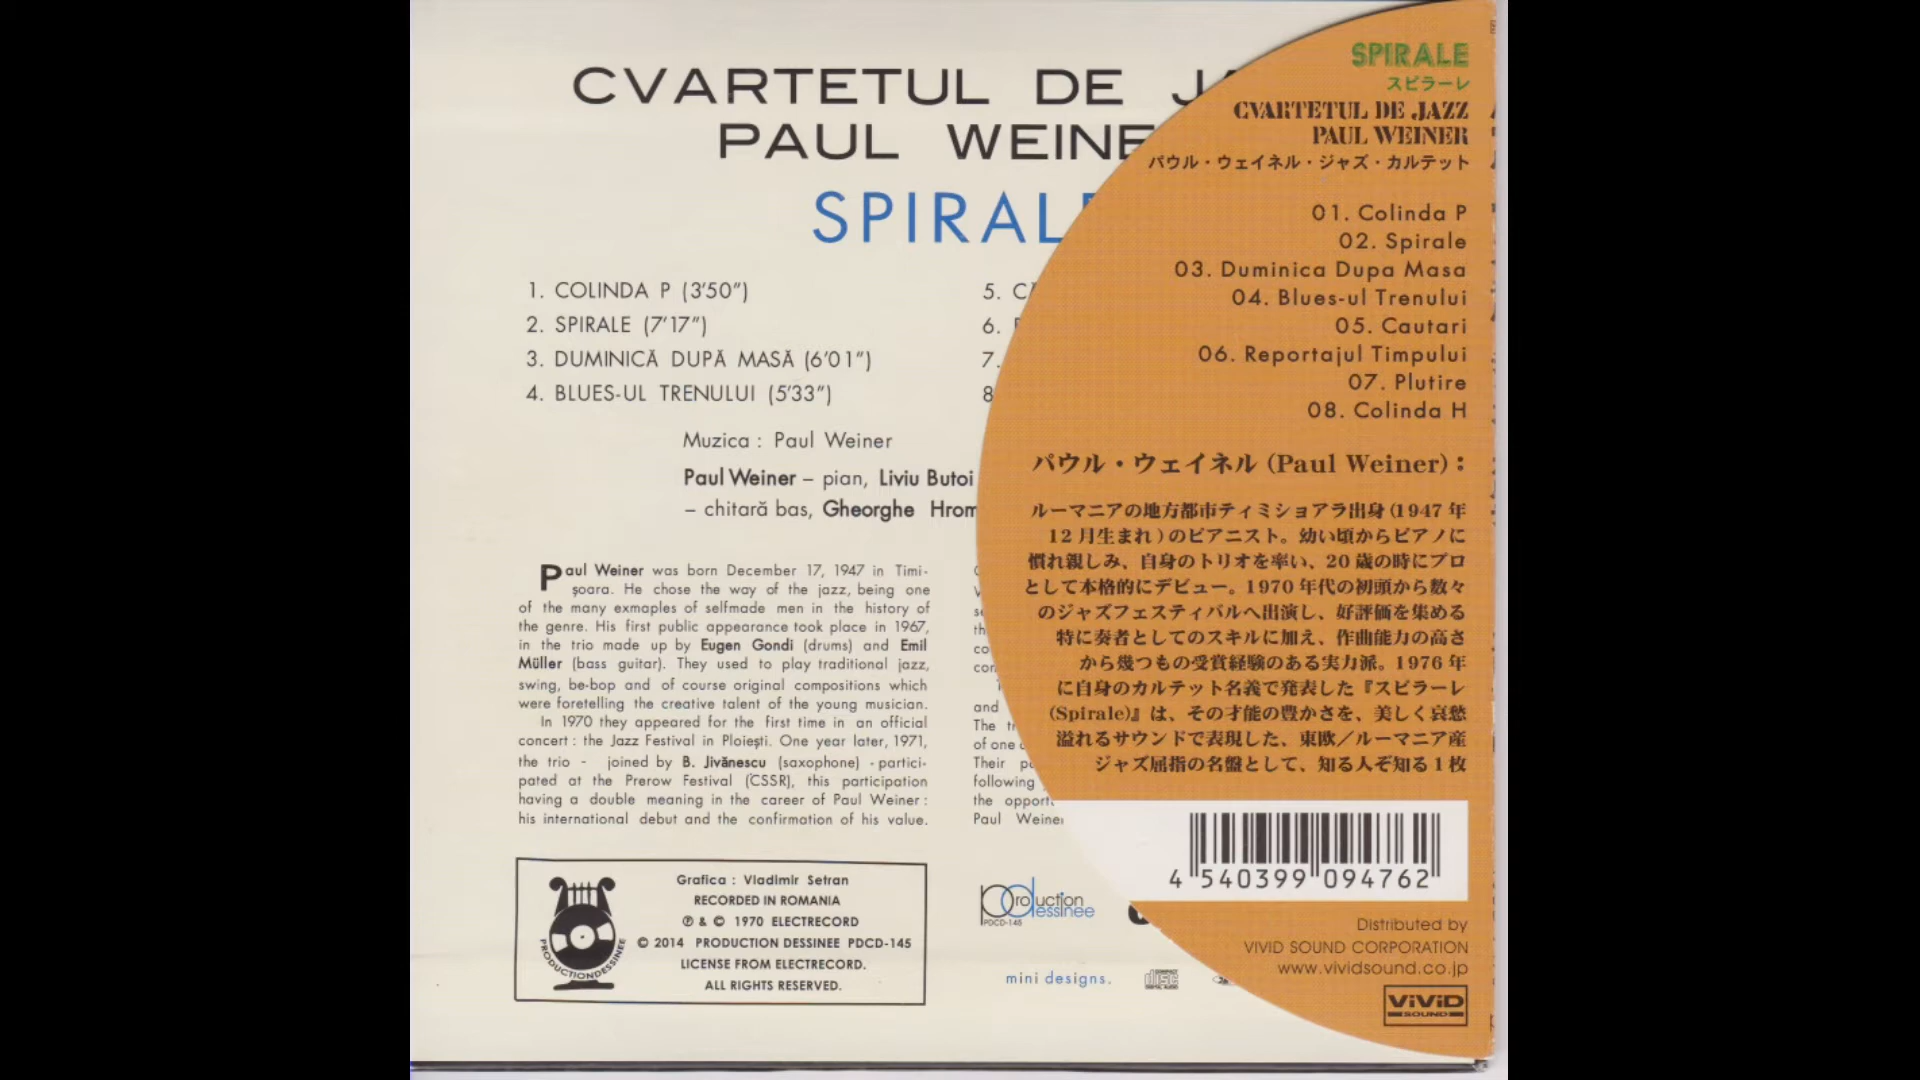 CVARTETUL DE
PAUL
SPIRALE
1. COLINDA P (3'50")
2. SPIRALE (7'17")
3. DUMINICĂ DUPĂ MASĂ (6'01")
4. BLUES-UL TRENULUI (5'33")
5.
6.
7.
8
Muzica : Paul Weiner
Paul Weiner – pian, Liviu Butoi
– chitară bas, Gheorghe
Paul Weiner was born December 17, 1947 in Timi-
șoara. He chose the way of the jazz, being one
of the many exmaples of selfmade men in the history of
the genre. His first public appearance took place in 1967,
in the trio made up by Eugen Gondi (drums) and Emil
Müller (bass guitar). They used to play traditional jazz,
swing, be-bop and of course original compositions which
were foretelling the creative talent of the young musician.
In 1970 they appeared for the first time in an official
concert : the Jazz Festival in Ploiești. One year later, 1971,
the trio - joined by B. Jivănescu (saxophone) - partici-
pated at the Prerow Festival (ČSSR), this participation
having a double meaning in the career of Paul Weiner :
his international debut and the confirmation of his value.
and
The
of one
Their
following
the
Paul
PRODUCTIONDESSINEE
Grafica : Vladimir Setran
RECORDED IN ROMANIA
℗ & © 1970 ELECTRECORD
© 2014 PRODUCTION DESSINEE PDCD-145
LICENSE FROM ELECTRECORD.
ALL RIGHTS RESERVED.
production
dessinee
PDCD-145
mini designs.
COMPACT
disc
DIGITAL AUDIO
SPIRALE
スピラーレ
CVARTETUL DE JAZZ
PAUL WEINER
パウル・ウェイネル・ジャズ・カルテット
01. Colinda P
02. Spirale
03. Duminica Dupa Masa
04. Blues-ul Trenului
05. Cautari
06. Reportajul Timpului
07. Plutire
08. Colinda H
パウル・ウェイネル (Paul Weiner) :
ルーマニアの地方都市ティミショアラ出身 (1947 年
12 月生まれ ) のピアニスト。幼い頃からピアノに
慣れ親しみ、自身のトリオを率い、20 歳の時にプロ
として本格的にデビュー。1970 年代の初頭から数々
のジャズフェスティバルへ出演し、好評価を集める
特に奏者としてのスキルに加え、作曲能力の高さ
から幾つもの受賞経験のある実力派。1976 年
に自身のカルテット名義で発表した『スピラーレ
(Spirale)』は、その才能の豊かさを、美しく哀愁
溢れるサウンドで表現した、東欧／ルーマニア産
ジャズ屈指の名盤として、知る人ぞ知る 1 枚
4 540399 094762
Distributed by
VIVID SOUND CORPORATION
www.vividsound.co.jp
ViViD
SOUND